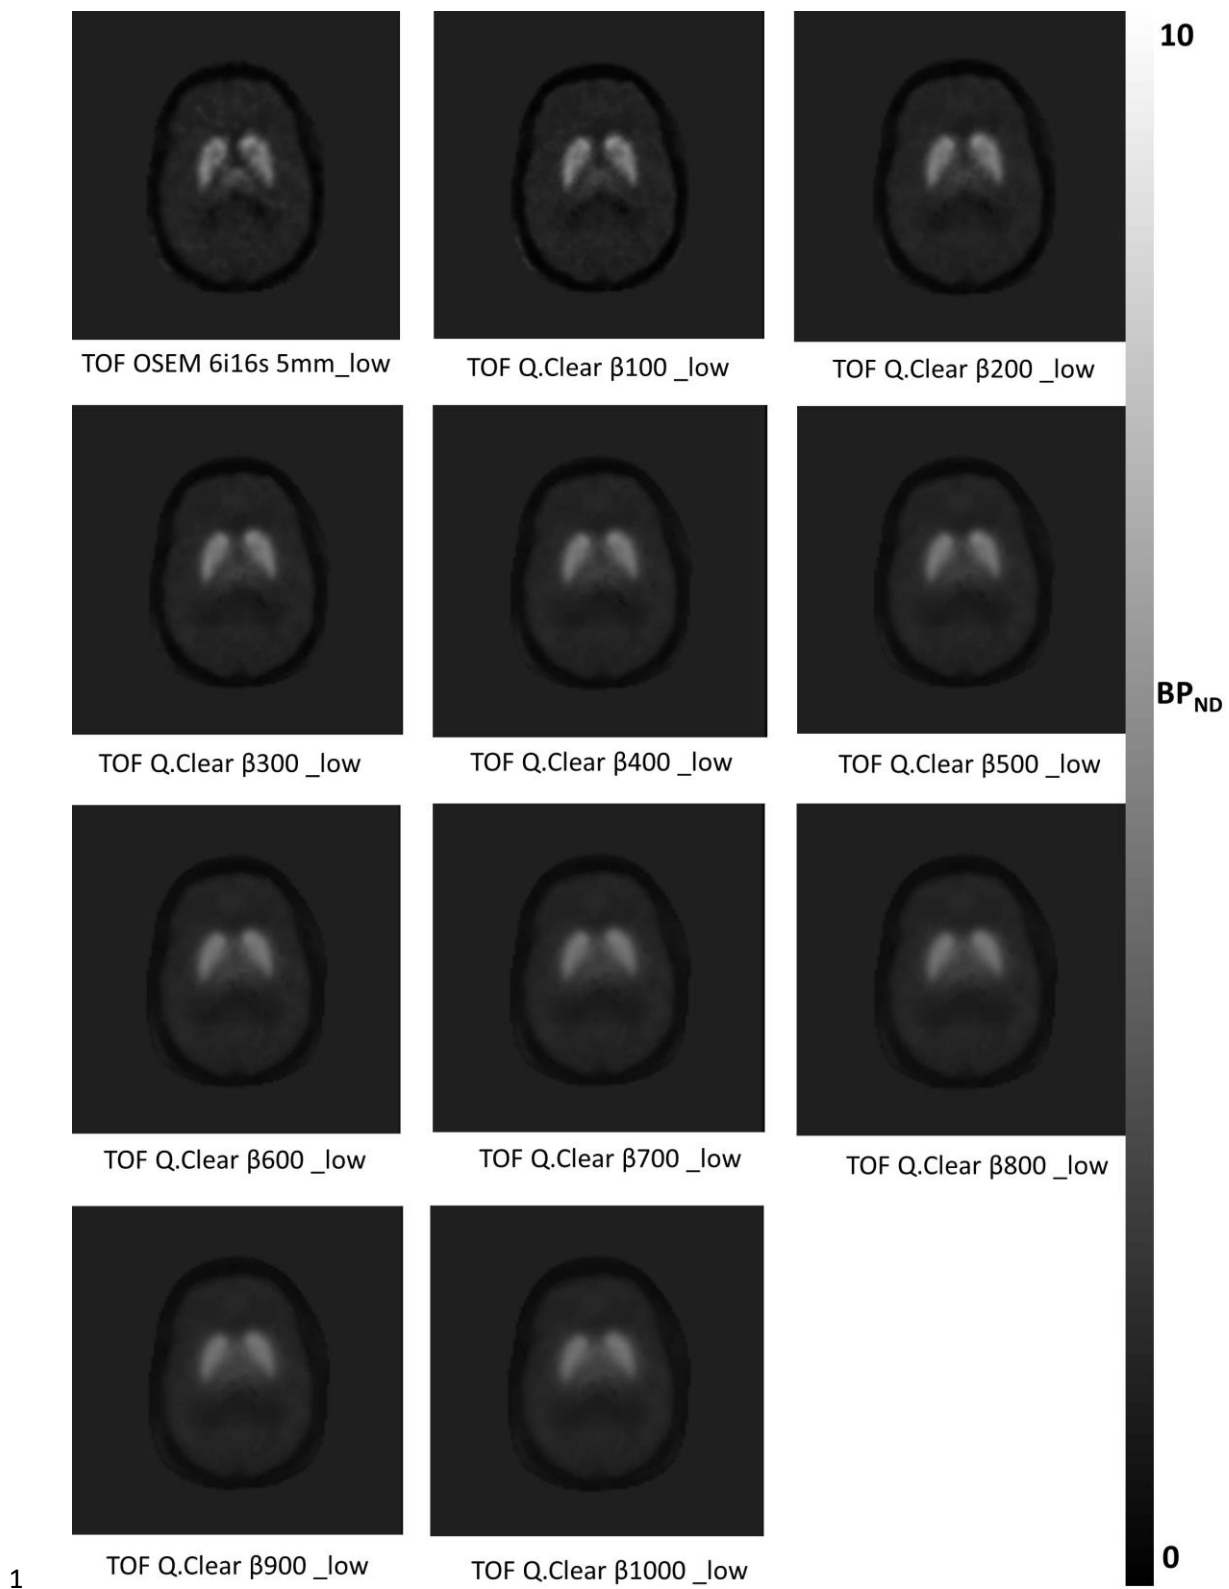 10
TOF OSEM 6i16s 5mm_low
TOF Q.Clear β100 _low
TOF Q.Clear β200 _low
BPND
TOF Q.Clear β300 _low
TOF Q.Clear β400 _low
TOF Q.Clear β500 _low
TOF Q.Clear β600 _low
TOF Q.Clear β700 _low
TOF Q.Clear β800 _low
TOF Q.Clear β900 _low
TOF Q.Clear β1000 _low
0
1